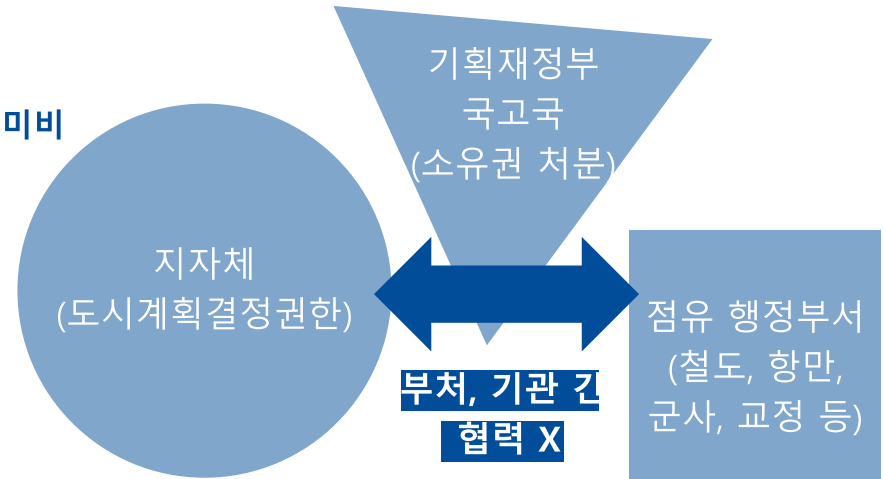 기획재정부
국고국
(소유권 처분)
미비
지자체
(도시계획결정권한)
점유 행정부서
(철도, 항만,
군사, 교정 등)
부처, 기관 간
협력 X